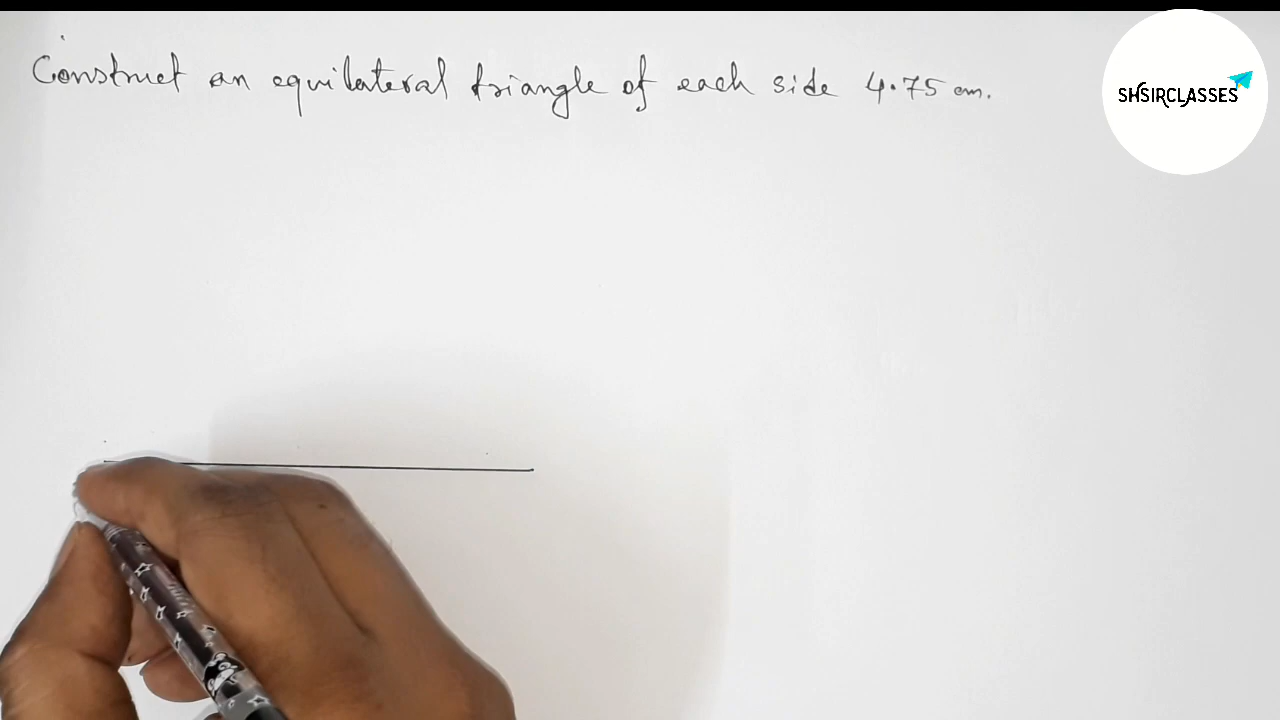 Construct an equilateral triangle of each side 4.75 cm.
SHSIRCLASSES